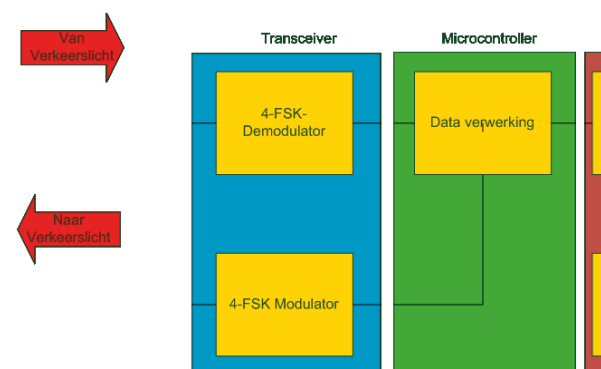 Van
Verkeerslicht
Transceiver
Microcontroller
4-FSK-
Demodulator
Data verwerking
Naar
Verkeerslicht
4-FSK Modulator